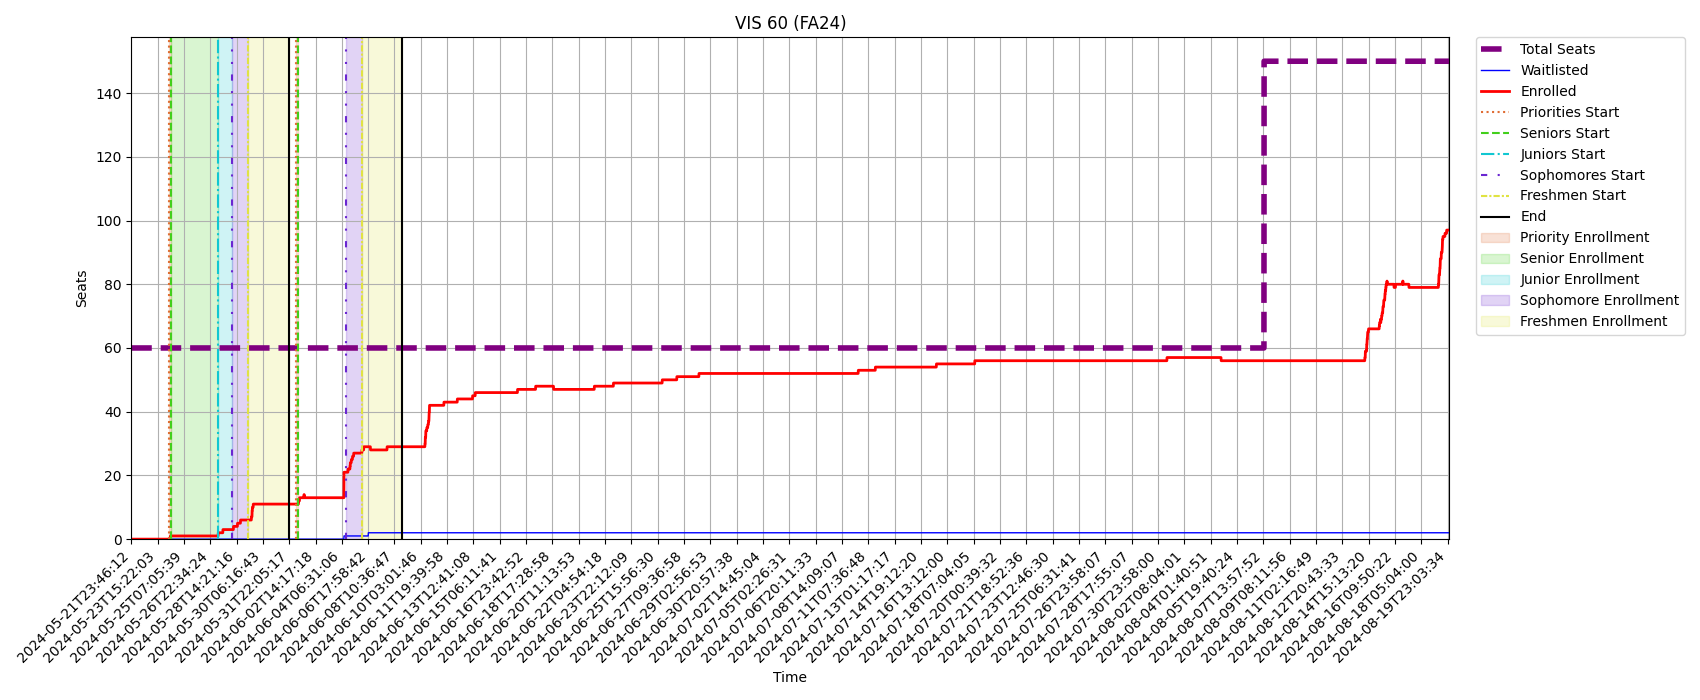 VIS 60 (FA24)
Seats
140
120
100
80
60
40
20
0
Total Seats
Waitlisted
Enrolled
Priorities Start
Seniors Start
Juniors Start
Sophomores Start
Freshmen Start
End
Priority Enrollment
Senior Enrollment
Junior Enrollment
Sophomore Enrollment
Freshmen Enrollment
2024-05-21T23:46:12
2024-05-23T15:22:03
2024-05-25T07:05:39
2024-05-26T22:34:24
2024-05-28T14:21:16
2024-05-30T06:16:43
2024-05-31T22:05:17
2024-06-02T14:17:18
2024-06-04T06:31:06
2024-06-06T17:58:42
2024-06-08T10:36:47
2024-06-10T03:01:46
2024-06-11T19:39:58
2024-06-13T12:41:08
2024-06-15T06:11:41
2024-06-16T23:42:52
2024-06-18T17:28:58
2024-06-20T11:13:53
2024-06-22T04:54:18
2024-06-23T22:12:09
2024-06-25T15:56:30
2024-06-27T09:36:58
2024-06-29T02:56:53
2024-06-30T20:57:38
2024-07-02T14:45:04
2024-07-05T02:26:31
2024-07-06T20:11:33
2024-07-08T14:09:07
2024-07-11T07:36:48
2024-07-13T01:17:17
2024-07-14T19:12:20
2024-07-16T13:12:00
2024-07-18T07:04:05
2024-07-20T00:39:32
2024-07-21T18:52:36
2024-07-23T12:46:30
2024-07-25T06:31:41
2024-07-26T23:58:07
2024-07-28T17:55:07
2024-07-30T23:58:00
2024-08-02T08:04:01
2024-08-04T01:40:51
2024-08-05T19:40:24
2024-08-07T13:57:52
2024-08-09T08:11:56
2024-08-11T02:16:49
2024-08-12T20:43:33
2024-08-14T15:13:20
2024-08-16T09:50:22
2024-08-18T05:04:00
2024-08-19T23:03:34
Time